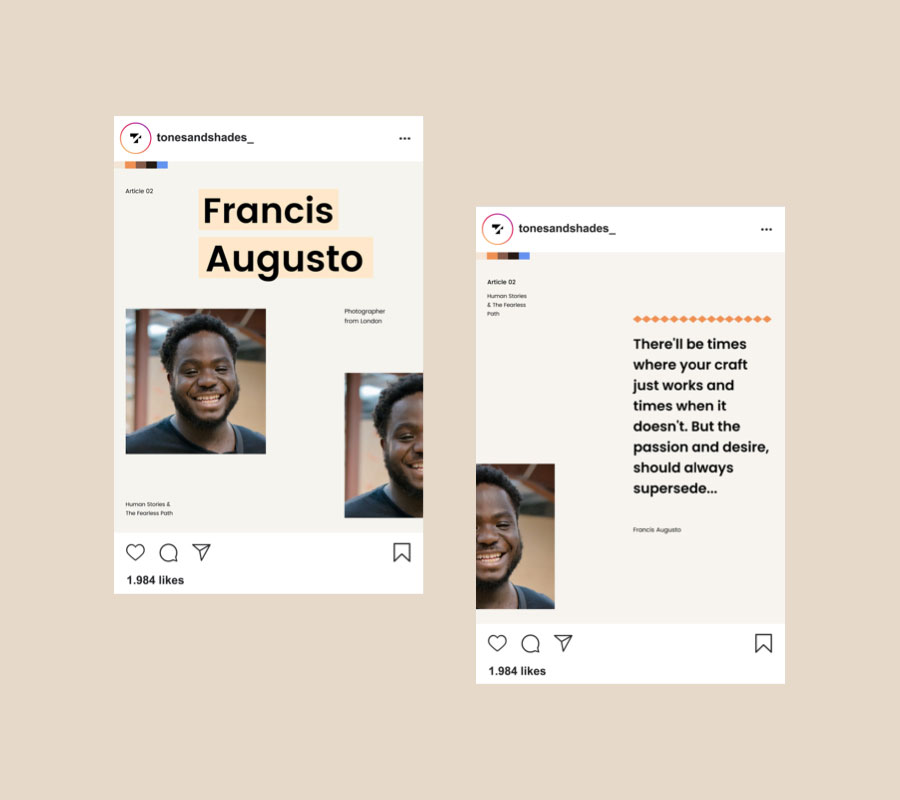 tonesandshades_
Article 02
Francis
Augusto
Photographer
from London
Human Stories &
The Fearless Path
1.984 likes
tonesandshades_
Article 02
Human Stories
& The Fearless
Path
There'll be times
where your craft
just works and
times when it
doesn't. But the
passion and desire,
should always
supersede...
Francis Augusto
1.984 likes